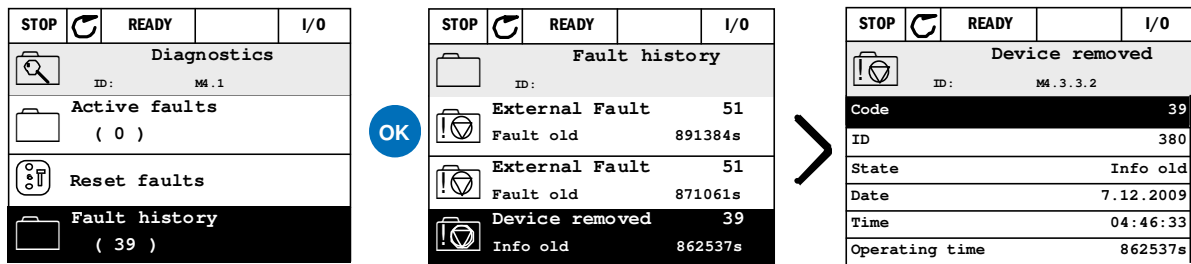 STOP READY I/O
Diagnostics
ID: M4.1
Active faults
( 0 )
Reset faults
Fault history
( 39 )
OK
STOP READY I/O
Fault history
ID:
External Fault 51
Fault old 891384s
External Fault 51
Fault old 871061s
Device removed 39
Info old 862537s
STOP READY I/O
Device removed
ID: M4.3.3.2
Code 39
ID 380
State Info old
Date 7.12.2009
Time 04:46:33
Operating time 862537s